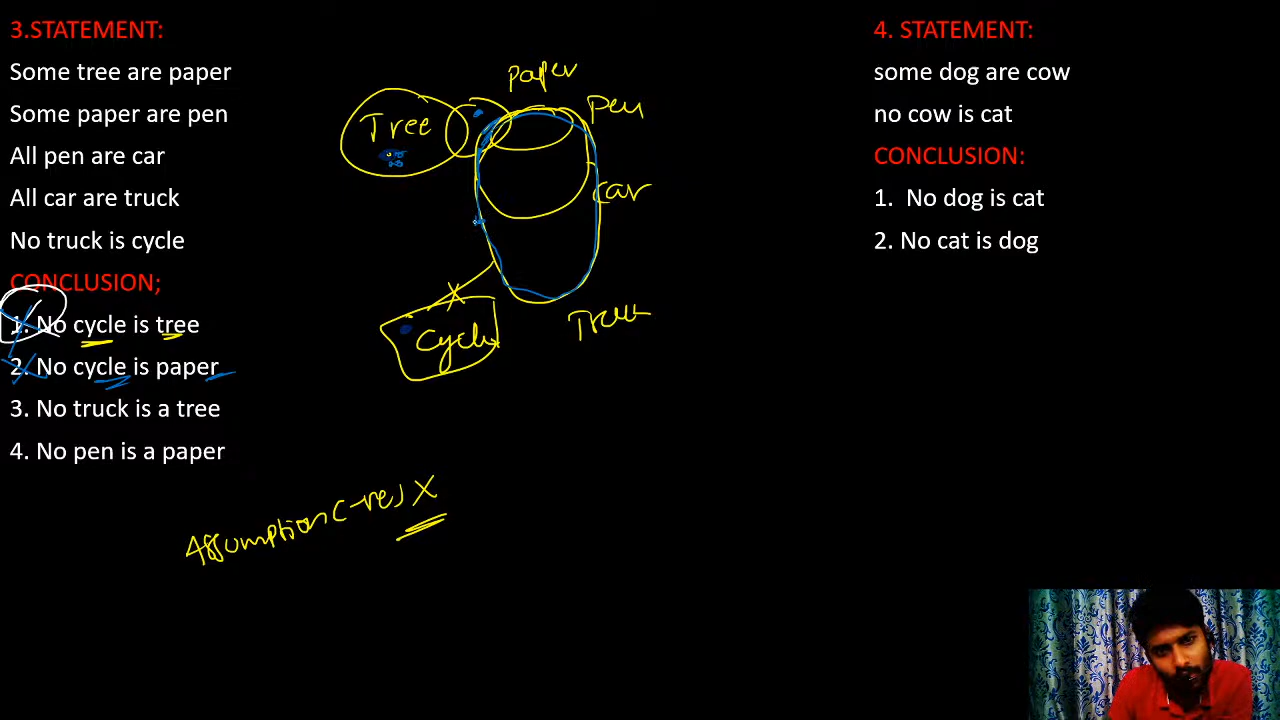 3.STATEMENT:
Some tree are paper
Some paper are pen
All pen are car
All car are truck
No truck is cycle
CONCLUSION;
1. No cycle is tree
2. No cycle is paper
3. No truck is a tree
4. No pen is a paper
paper
pen
Tree
car
Truck
Cycle
X
Assumption (-ve) X
4. STATEMENT:
some dog are cow
no cow is cat
CONCLUSION:
1. No dog is cat
2. No cat is dog